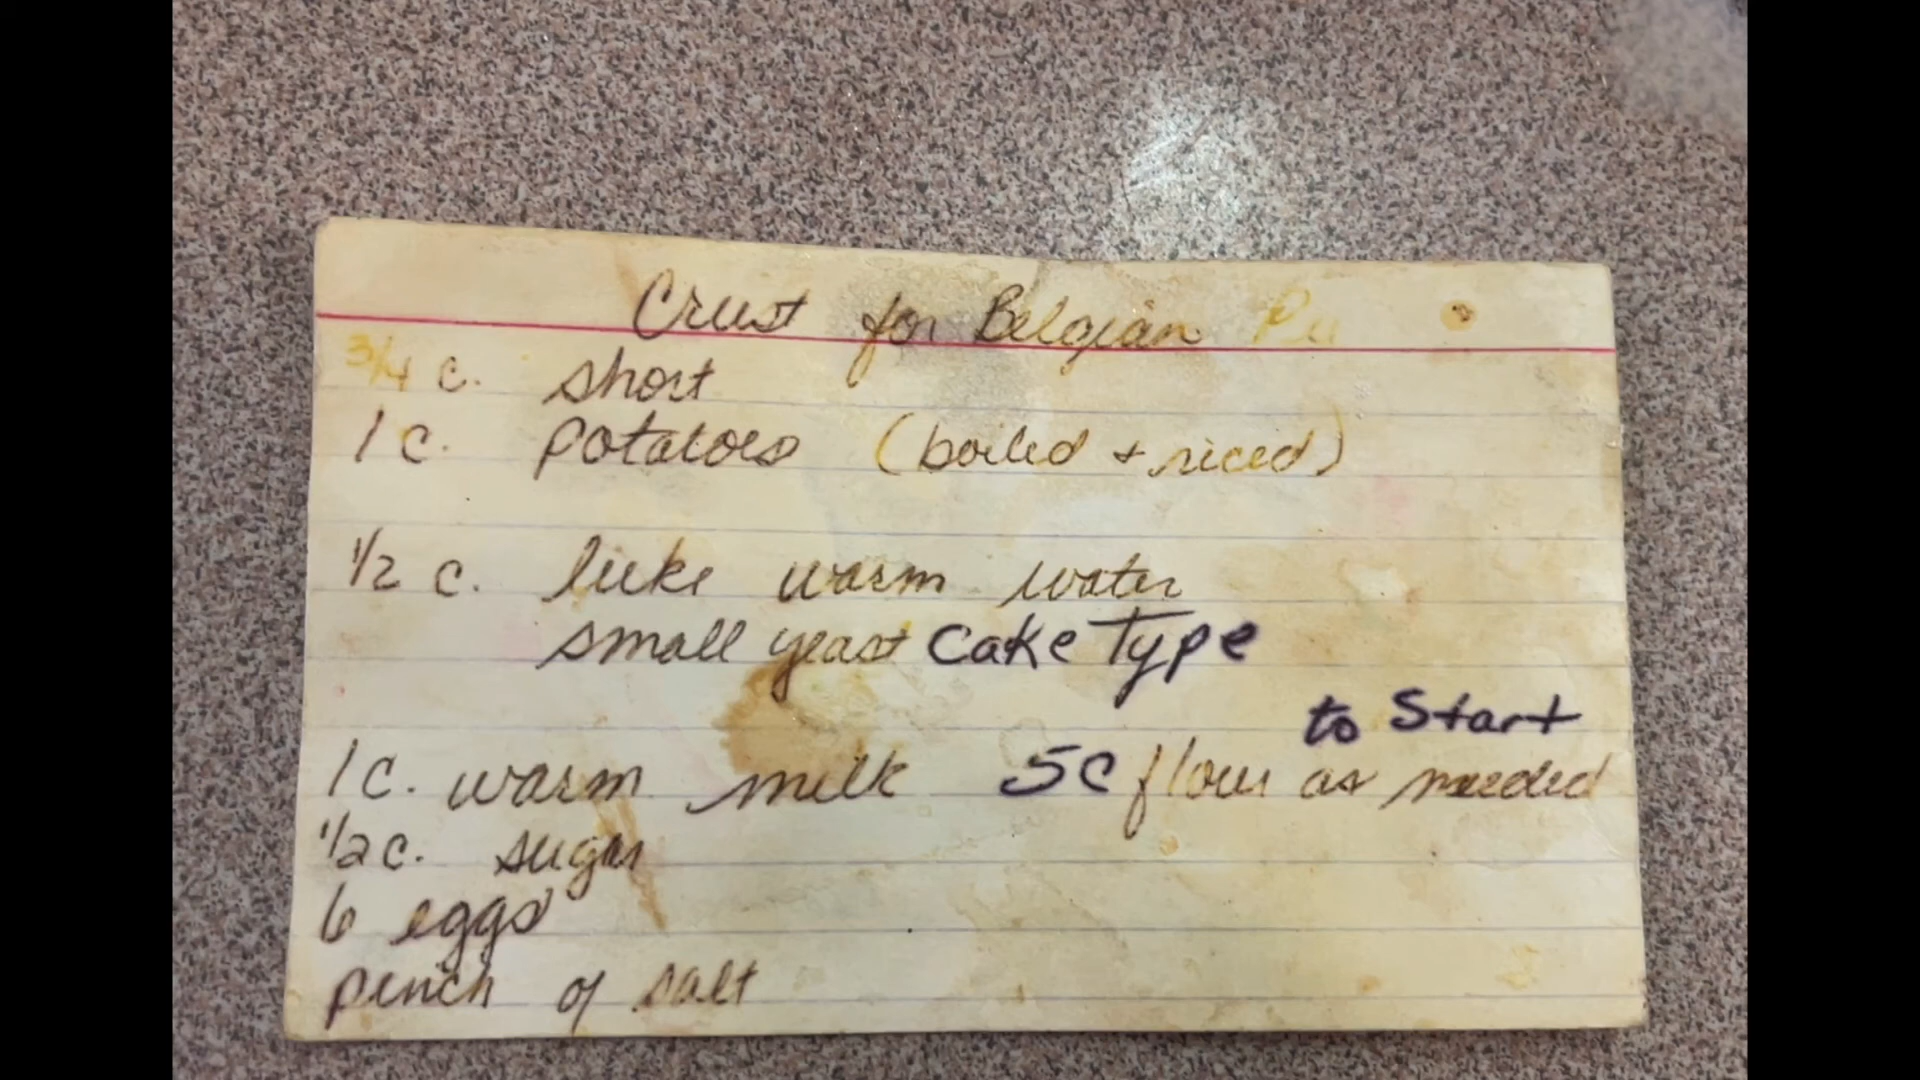 Crust for Belgian
3/4 c. short
1 c. potatoes (boiled + riced)
1/2 c. luke warm water
small yeast Cake Type
to Start
1 c. warm milk 5C flour as needed
1/2 c. sugar
6 eggs
pinch of salt